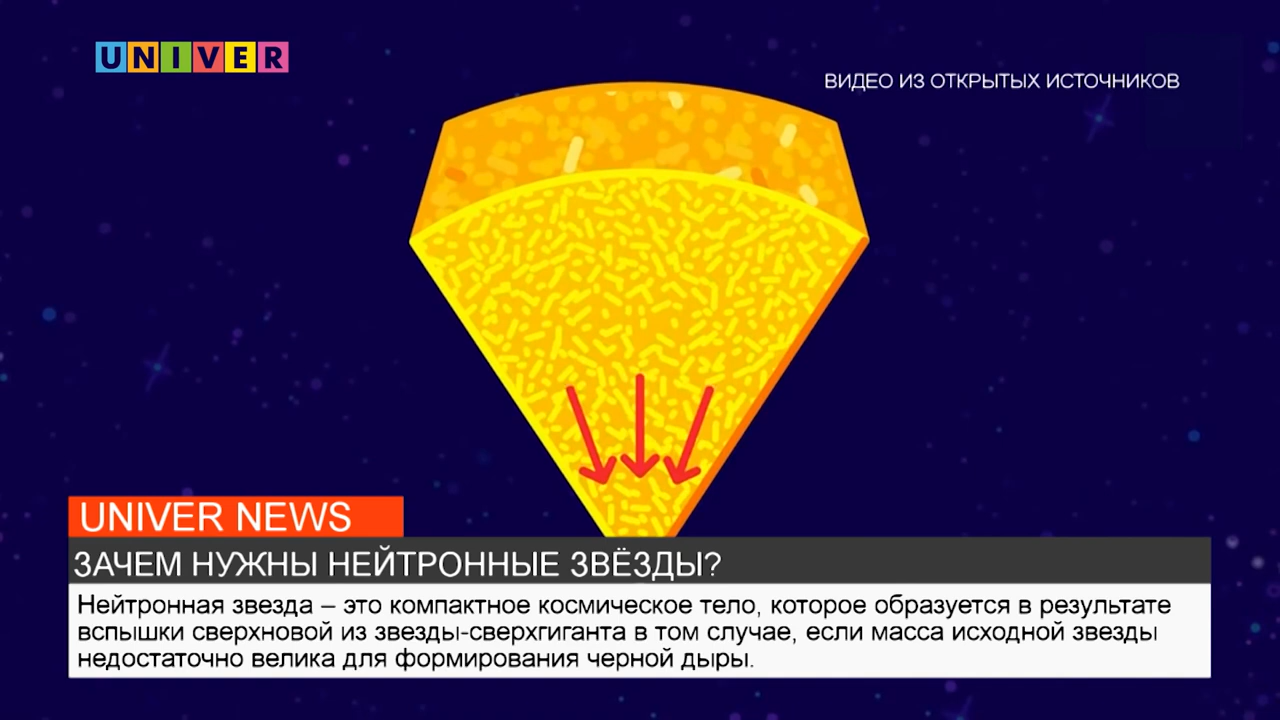 UNIVER
ВИДЕО ИЗ ОТКРЫТЫХ ИСТОЧНИКОВ
UNIVER NEWS
ЗАЧЕМ НУЖНЫ НЕЙТРОННЫЕ ЗВЁЗДЫ?
Нейтронная звезда – это компактное космическое тело, которое образуется в результате
вспышки сверхновой из звезды-сверхгиганта в том случае, если масса исходной звезды
недостаточно велика для формирования черной дыры.